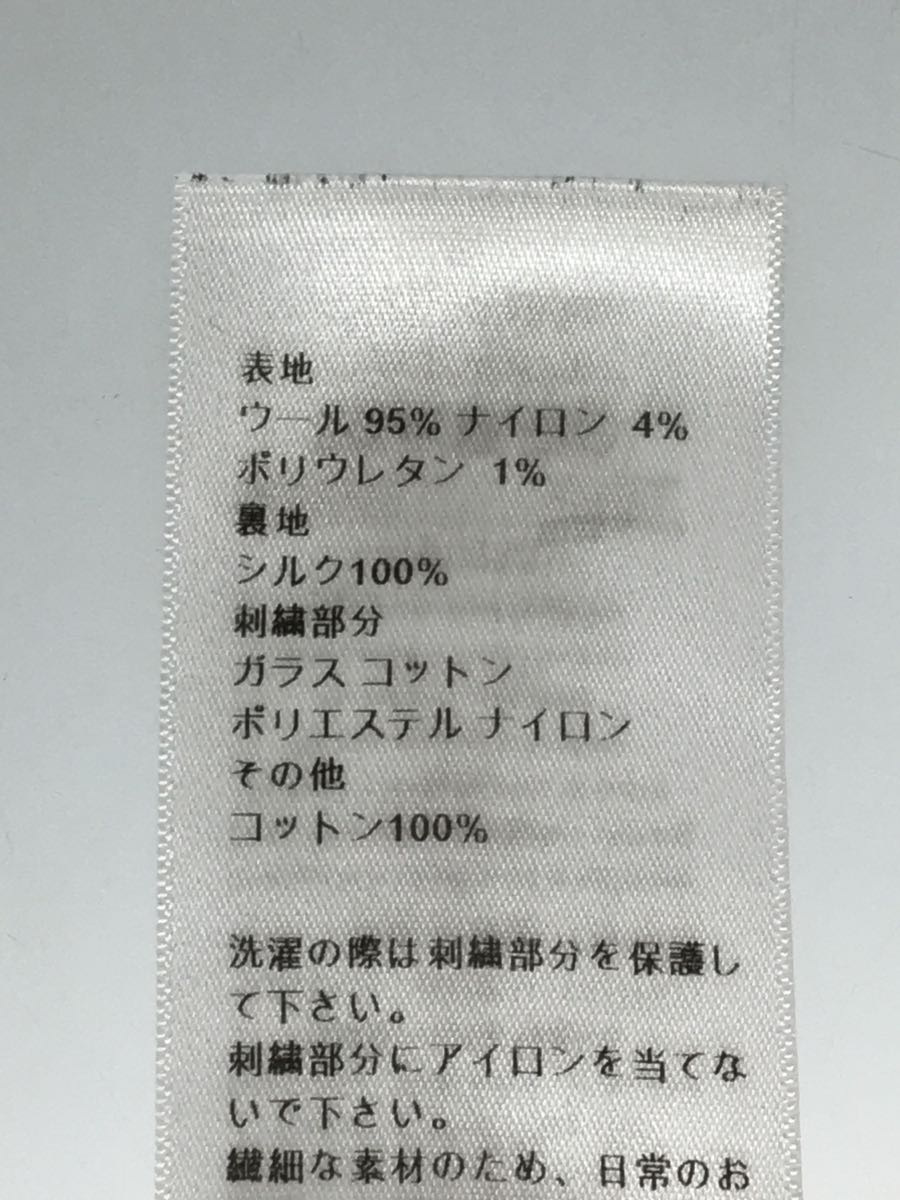 表地
ウール 95% ナイロン 4%
ポリウレタン 1%
裏地
シルク100%
刺繍部分
ガラス コットン
ポリエステル ナイロン
その他
コットン100%
洗濯の際は刺繍部分を保護し
て下さい。
刺繍部分にアイロンを当てな
いで下さい。
繊細な素材のため、日常のお